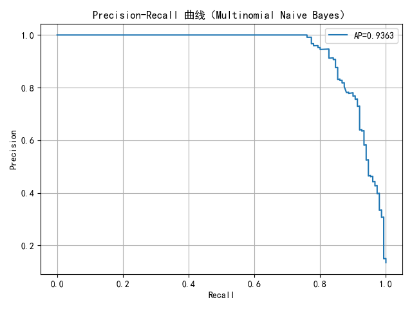 Precision-Recall 曲线 (Multinomial Naive Bayes)
AP=0.9363
1.0
0.8
0.6
0.4
0.2
Precision
0.0 0.2 0.4 0.6 0.8 1.0
Recall